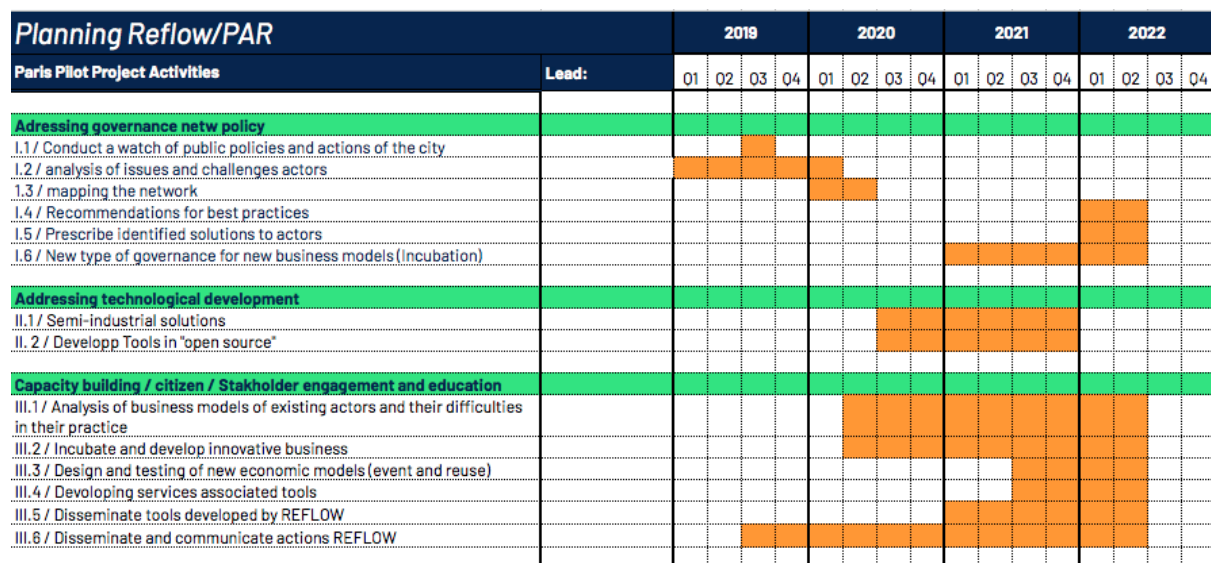 Planning Reflow/PAR 2019 2020 2021 2022
Paris Pilot Project Activities Lead: Q1 Q2 Q3 Q4 Q1 Q2 Q3 Q4 Q1 Q2 Q3 Q4 Q1 Q2 Q3 Q4
Adressing governance netw policy
I.1 / Conduct a watch of public policies and actions of the city
I.2 / analysis of issues and challenges actors
1.3 / mapping the network
I.4 / Recommendations for best practices
I.5 / Prescribe identified solutions to actors
I.6 / New type of governance for new business models (Incubation)
Addressing technological development
II.1 / Semi-industrial solutions
II. 2 / Developp Tools in "open source"
Capacity building / citizen / Stakholder engagement and education
III.1 / Analysis of business models of existing actors and their difficulties
in their practice
III.2 / Incubate and develop innovative business
III.3 / Design and testing of new economic models (event and reuse)
III.4 / Devoloping services associated tools
III.5 / Disseminate tools developed by REFLOW
III.6 / Disseminate and communicate actions REFLOW